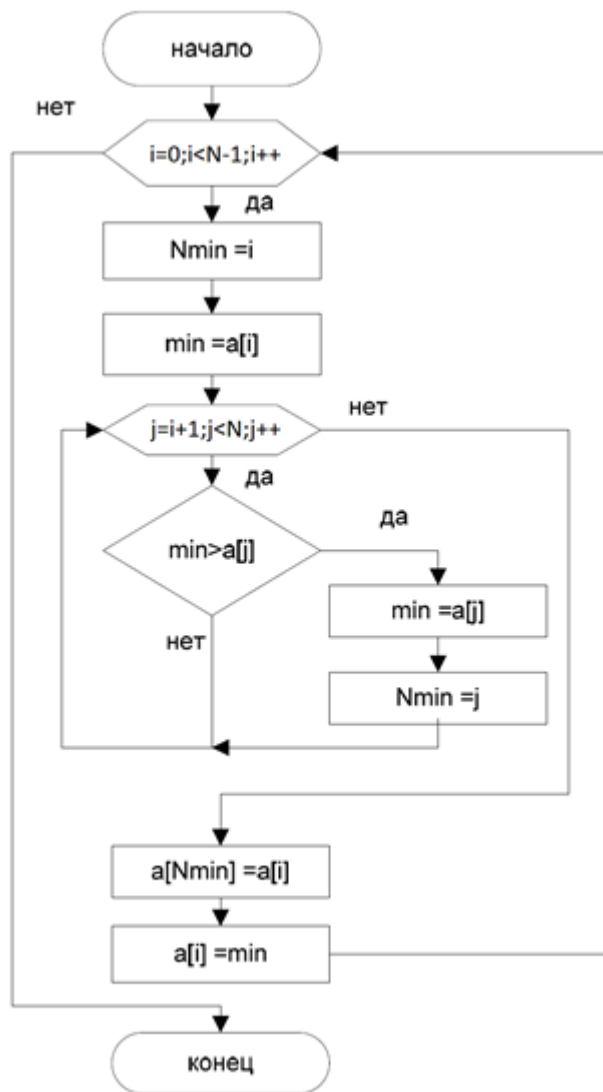 начало
нет
i=0;i<N-1;i++
да
Nmin =i
min =a[i]
нет
j=i+1;j<N;j++
да
да
min>a[j]
min =a[j]
нет
Nmin =j
a[Nmin] =a[i]
a[i] =min
конец